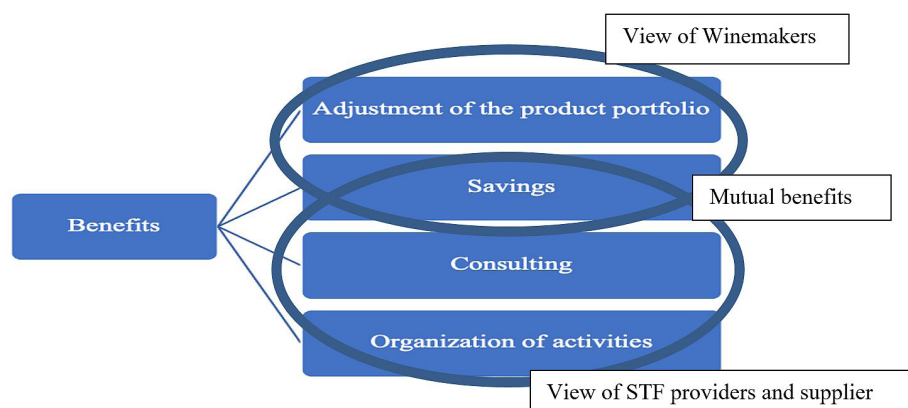 View of Winemakers
Adjustment of the product portfolio
Savings
Mutual benefits
Benefits
Consulting
Organization of activities
View of STF providers and supplier